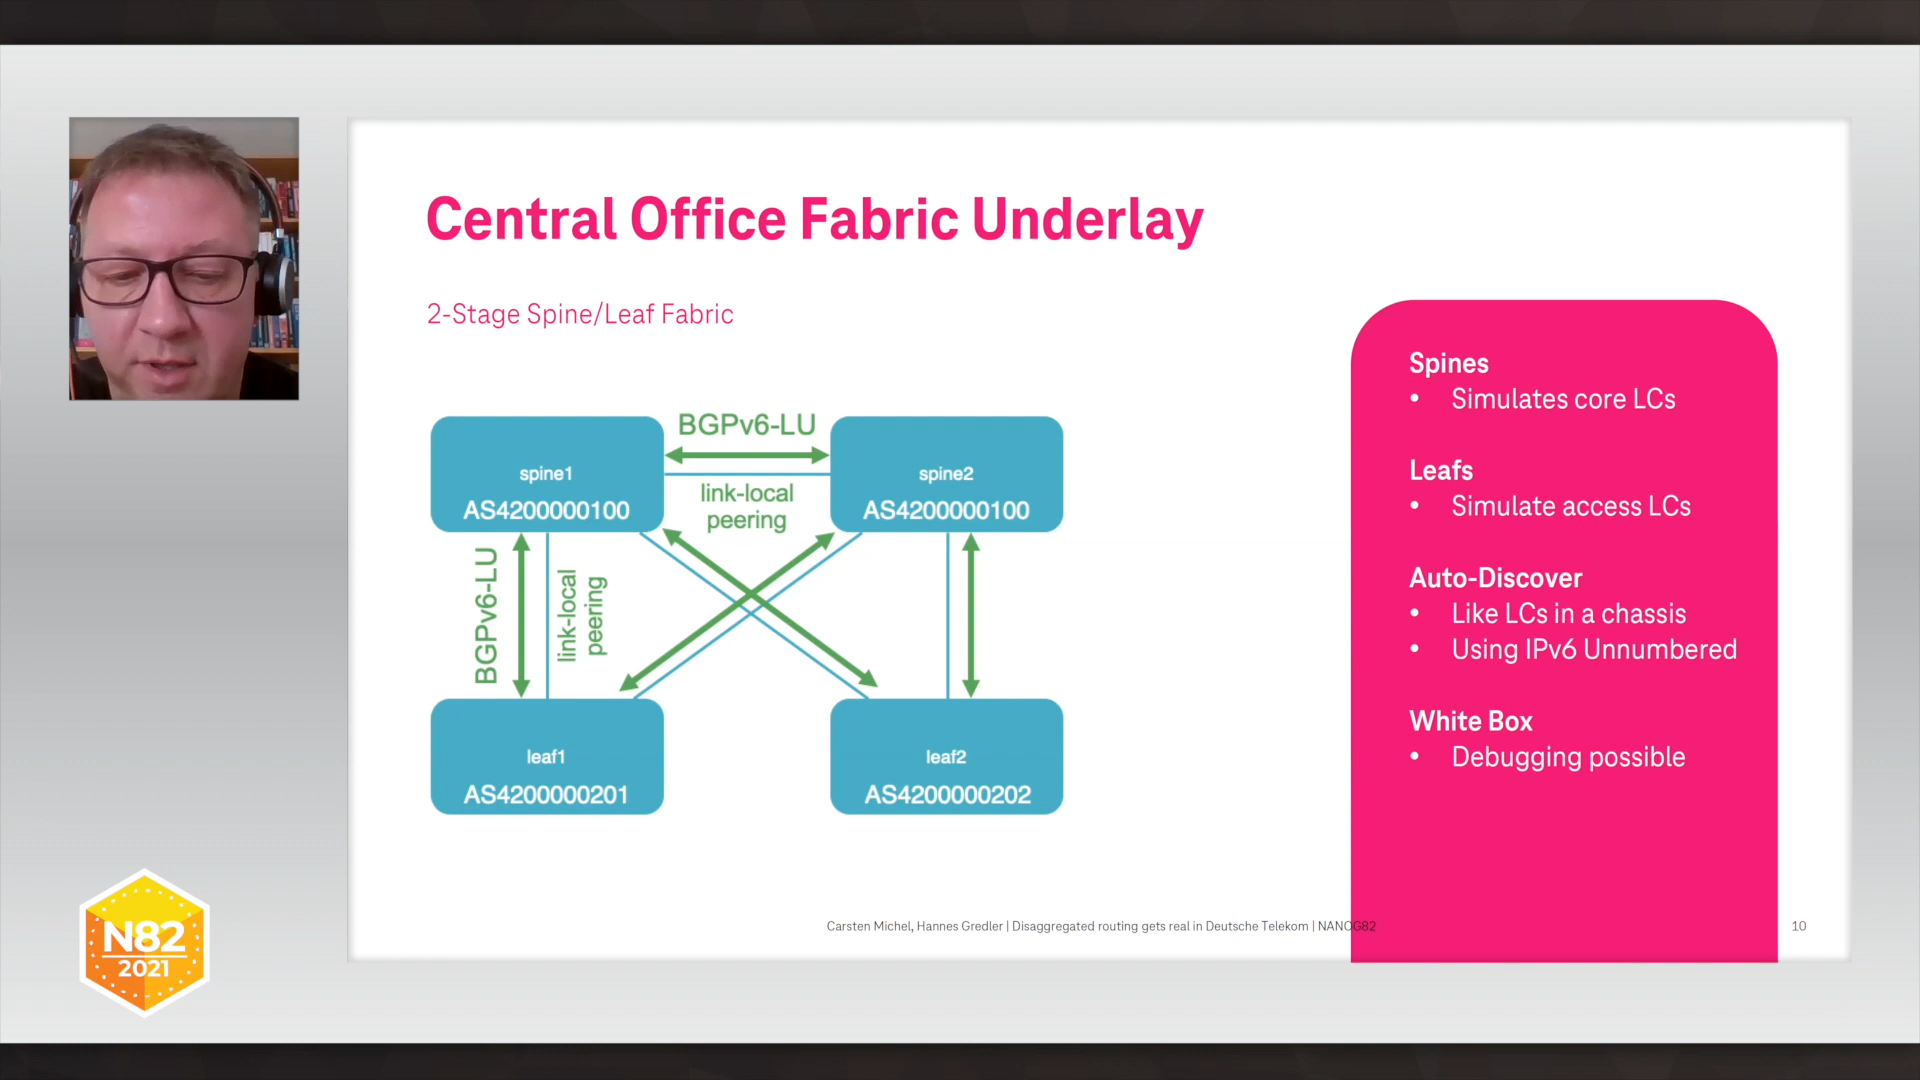 Central Office Fabric Underlay
2-Stage Spine/Leaf Fabric
BGPv6-LU
spine1
AS4200000100
link-local
peering
spine2
AS4200000100
BGPv6-LU
link-local
peering
leaf1
AS4200000201
leaf2
AS4200000202
Spines
• Simulates core LCs
Leafs
• Simulate access LCs
Auto-Discover
• Like LCs in a chassis
• Using IPv6 Unnumbered
White Box
• Debugging possible
Carsten Michel, Hannes Gredler | Disaggregated routing gets real in Deutsche Telekom | NANOG82
10
N82
2021